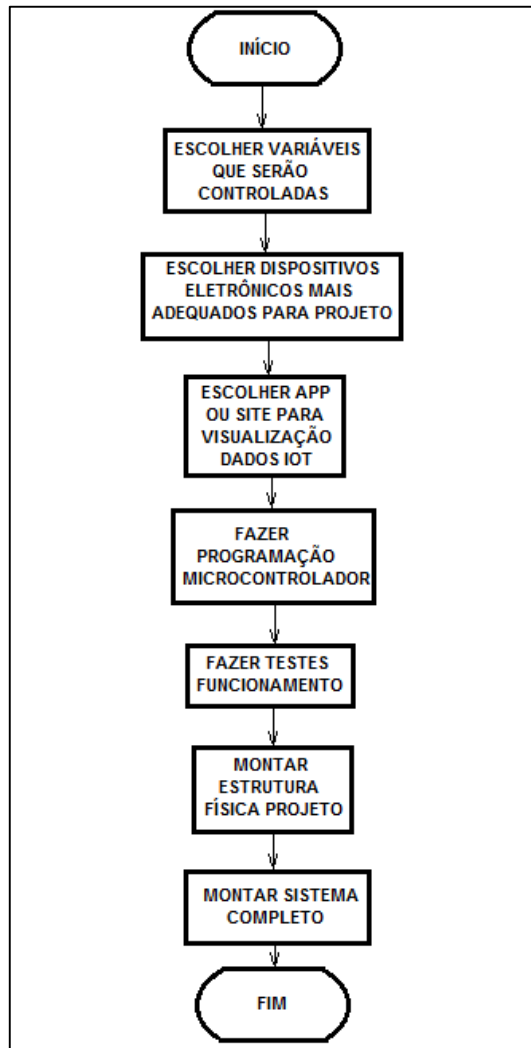 INÍCIO
ESCOLHER VARIÁVEIS
QUE SERÃO
CONTROLADAS
ESCOLHER DISPOSITIVOS
ELETRÔNICOS MAIS
ADEQUADOS PARA PROJETO
ESCOLHER APP
OU SITE PARA
VISUALIZAÇÃO
DADOS IOT
FAZER
PROGRAMAÇÃO
MICROCONTROLADOR
FAZER TESTES
FUNCIONAMENTO
MONTAR
ESTRUTURA
FÍSICA PROJETO
MONTAR SISTEMA
COMPLETO
FIM